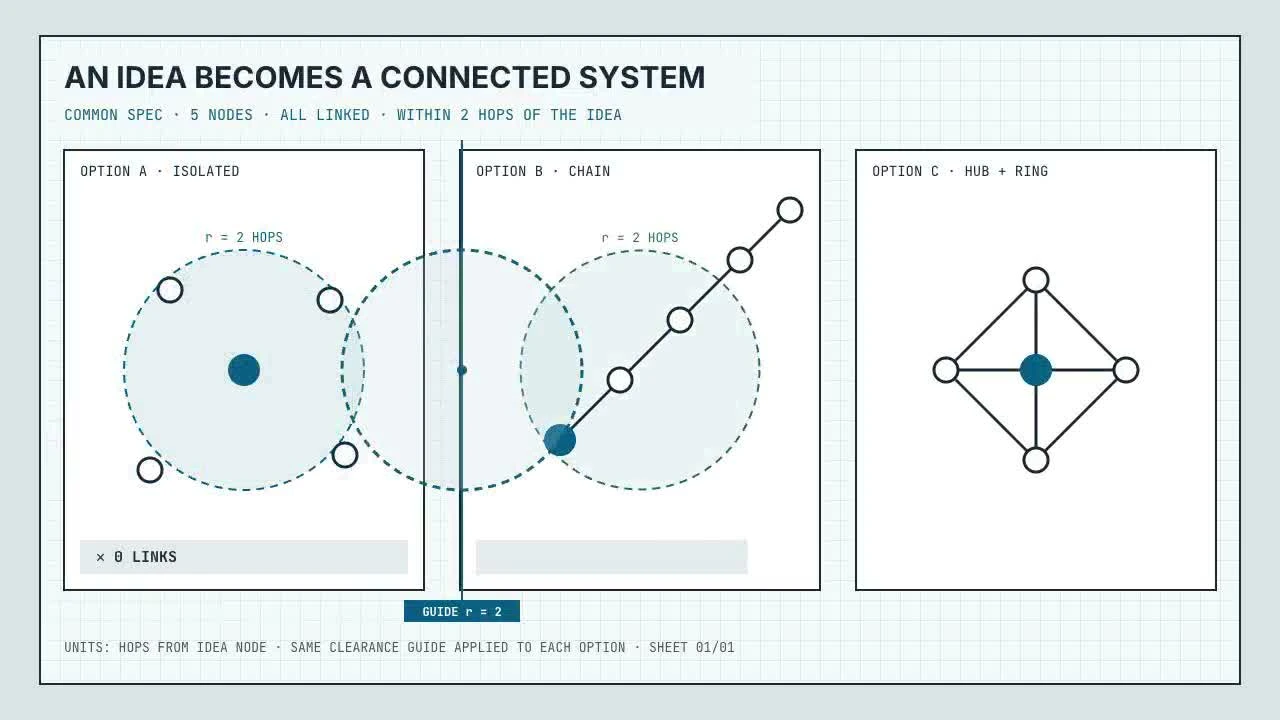 AN IDEA BECOMES A CONNECTED SYSTEM
COMMON SPEC · 5 NODES · ALL LINKED · WITHIN 2 HOPS OF THE IDEA
OPTION A · ISOLATED
r = 2 HOPS
× 0 LINKS
OPTION B · CHAIN
r = 2 HOPS
OPTION C · HUB + RING
GUIDE r = 2
UNITS: HOPS FROM IDEA NODE · SAME CLEARANCE GUIDE APPLIED TO EACH OPTION · SHEET 01/01